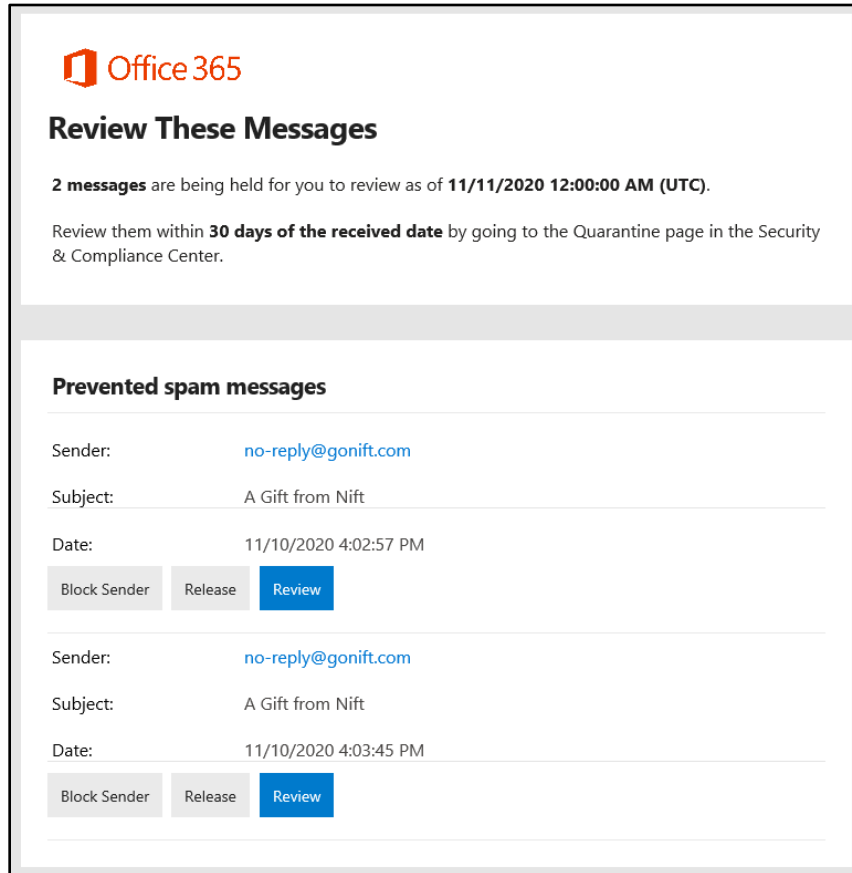 Office 365
Review These Messages
2 messages are being held for you to review as of 11/11/2020 12:00:00 AM (UTC).
Review them within 30 days of the received date by going to the Quarantine page in the Security
& Compliance Center.
Prevented spam messages
Sender: no-reply@gonift.com
Subject: A Gift from Nift
Date: 11/10/2020 4:02:57 PM
Block Sender Release Review
Sender: no-reply@gonift.com
Subject: A Gift from Nift
Date: 11/10/2020 4:03:45 PM
Block Sender Release Review